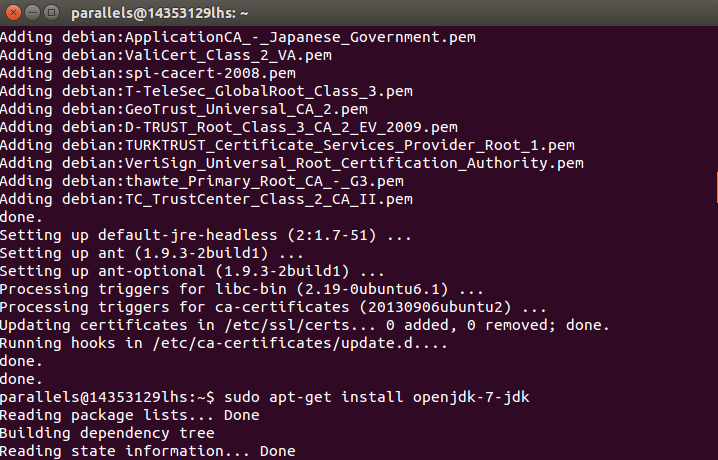 parallels@14353129lhs: ~
Adding debian:ApplicationCA_-_Japanese_Government.pem
Adding debian:ValiCert_Class_2_VA.pem
Adding debian:spi-cacert-2008.pem
Adding debian:T-TeleSec_GlobalRoot_Class_3.pem
Adding debian:GeoTrust_Universal_CA_2.pem
Adding debian:D-TRUST_Root_Class_3_CA_2_EV_2009.pem
Adding debian:TURKTRUST_Certificate_Services_Provider_Root_1.pem
Adding debian:VeriSign_Universal_Root_Certification_Authority.pem
Adding debian:thawte_Primary_Root_CA_-_G3.pem
Adding debian:TC_TrustCenter_Class_2_CA_II.pem
done.
Setting up default-jre-headless (2:1.7-51) ...
Setting up ant (1.9.3-2build1) ...
Setting up ant-optional (1.9.3-2build1) ...
Processing triggers for libc-bin (2.19-0ubuntu6.1) ...
Processing triggers for ca-certificates (20130906ubuntu2) ...
Updating certificates in /etc/ssl/certs... 0 added, 0 removed; done.
Running hooks in /etc/ca-certificates/update.d....
done.
done.
parallels@14353129lhs:~$ sudo apt-get install openjdk-7-jdk
Reading package lists... Done
Building dependency tree
Reading state information... Done